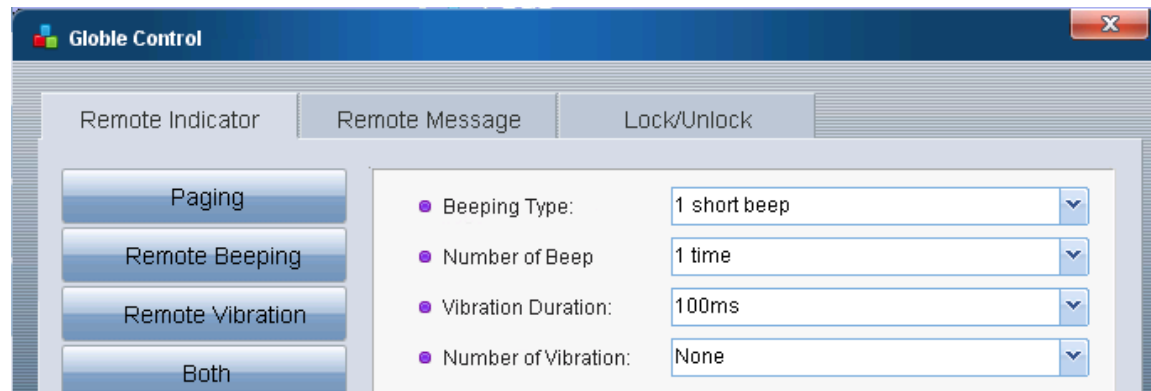 Globle Control
Remote Indicator Remote Message Lock/Unlock
Paging
Remote Beeping
Remote Vibration
Both
Beeping Type: 1 short beep
Number of Beep 1 time
Vibration Duration: 100ms
Number of Vibration: None